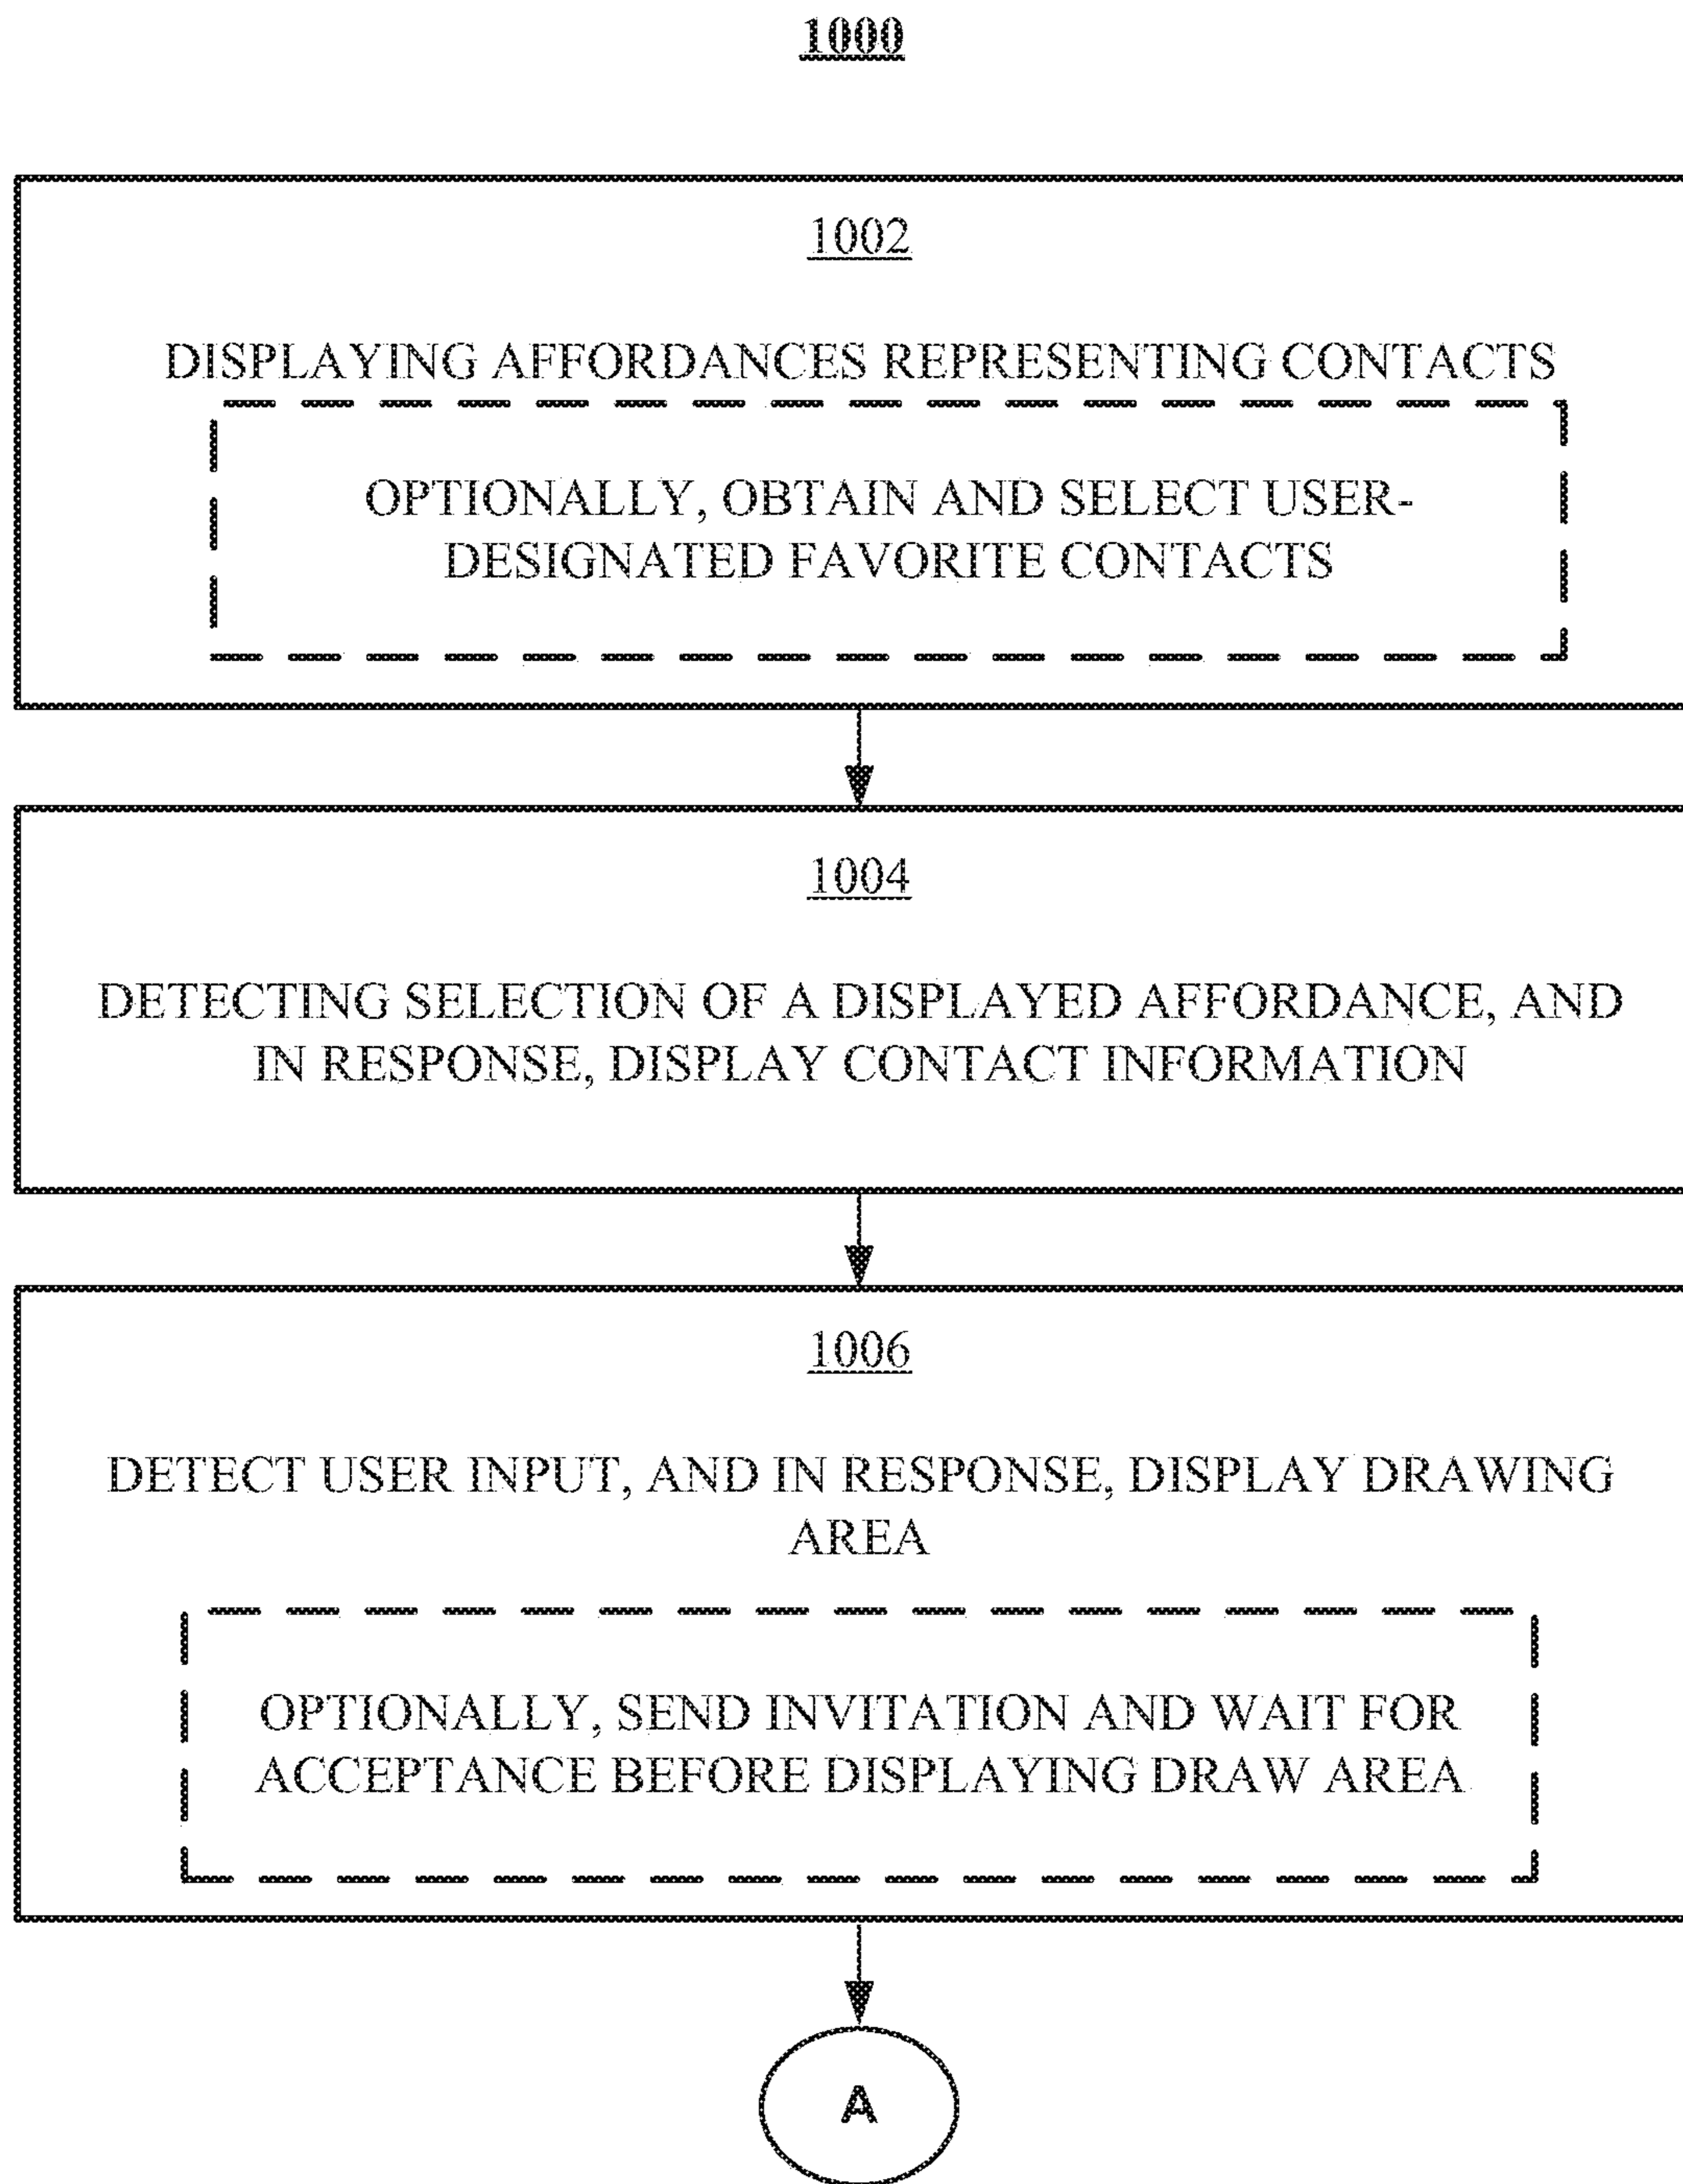 1000
1002
DISPLAYING AFFORDANCES REPRESENTING CONTACTS
OPTIONALLY, OBTAIN AND SELECT USER-
DESIGNATED FAVORITE CONTACTS
1004
DETECTING SELECTION OF A DISPLAYED AFFORDANCE, AND
IN RESPONSE, DISPLAY CONTACT INFORMATION
1006
DETECT USER INPUT, AND IN RESPONSE, DISPLAY DRAWING
AREA
OPTIONALLY, SEND INVITATION AND WAIT FOR
ACCEPTANCE BEFORE DISPLAYING DRAW AREA
A